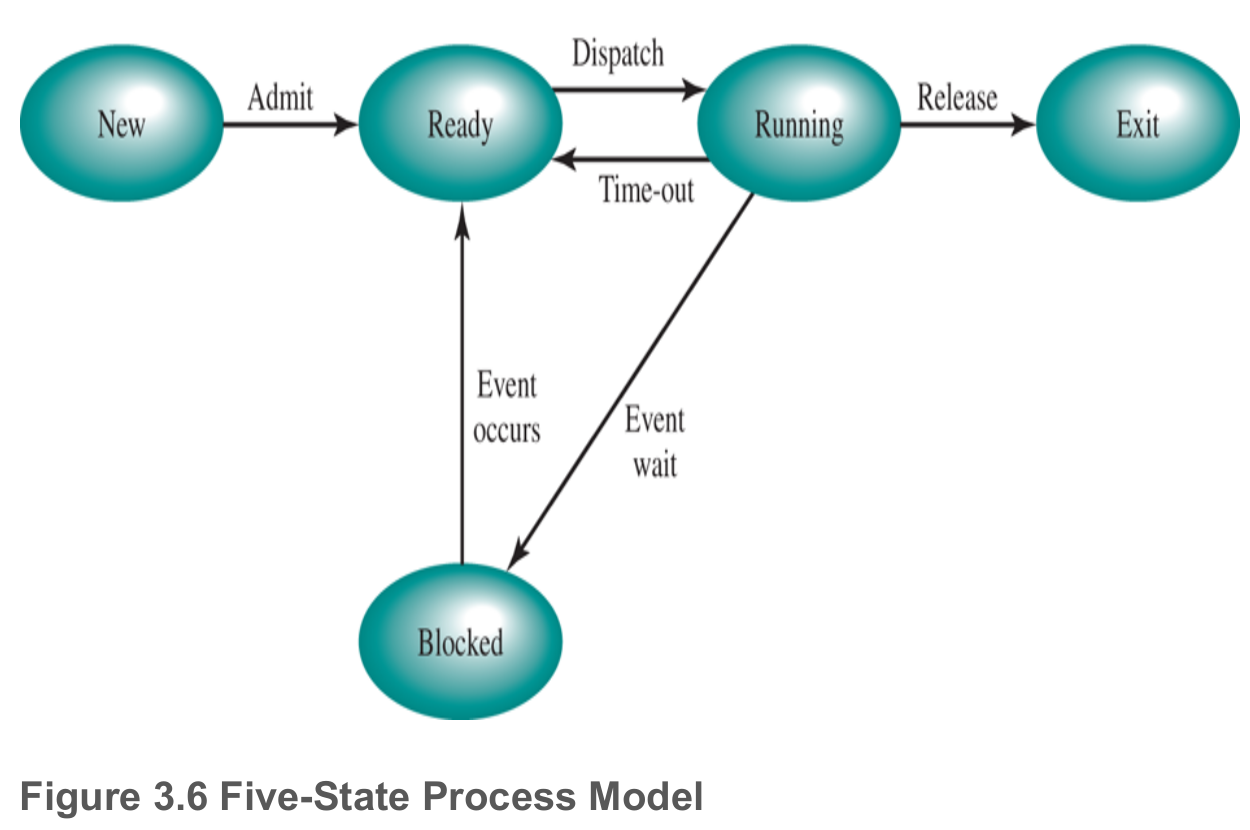 Dispatch
Admit
Release
New
Ready
Running
Exit
Time-out
Event
occurs
Event
wait
Blocked
Figure 3.6 Five-State Process Model